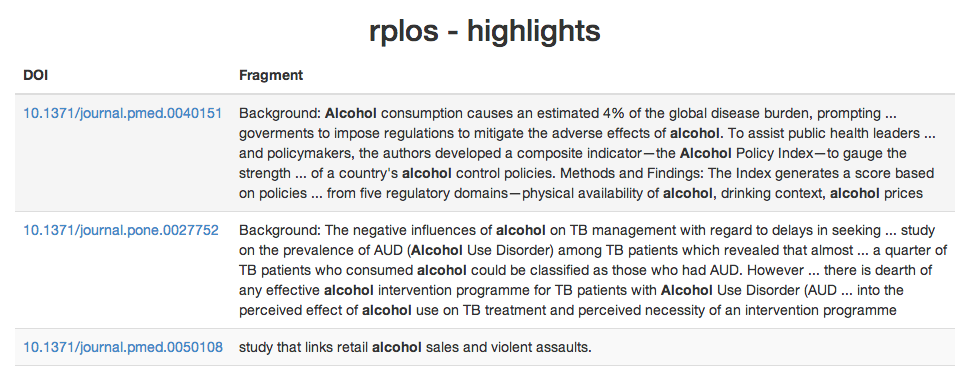 rplos - highlights
DOI Fragment
10.1371/journal.pmed.0040151 Background: Alcohol consumption causes an estimated 4% of the global disease burden, prompting ...
goverments to impose regulations to mitigate the adverse effects of alcohol. To assist public health leaders ...
and policymakers, the authors developed a composite indicator—the Alcohol Policy Index—to gauge the
strength ... of a country's alcohol control policies. Methods and Findings: The Index generates a score based
on policies ... from five regulatory domains—physical availability of alcohol, drinking context, alcohol prices
10.1371/journal.pone.0027752 Background: The negative influences of alcohol on TB management with regard to delays in seeking ... study
on the prevalence of AUD (Alcohol Use Disorder) among TB patients which revealed that almost ... a quarter of
TB patients who consumed alcohol could be classified as those who had AUD. However ... there is dearth of
any effective alcohol intervention programme for TB patients with Alcohol Use Disorder (AUD ... into the
perceived effect of alcohol use on TB treatment and perceived necessity of an intervention programme
10.1371/journal.pmed.0050108 study that links retail alcohol sales and violent assaults.